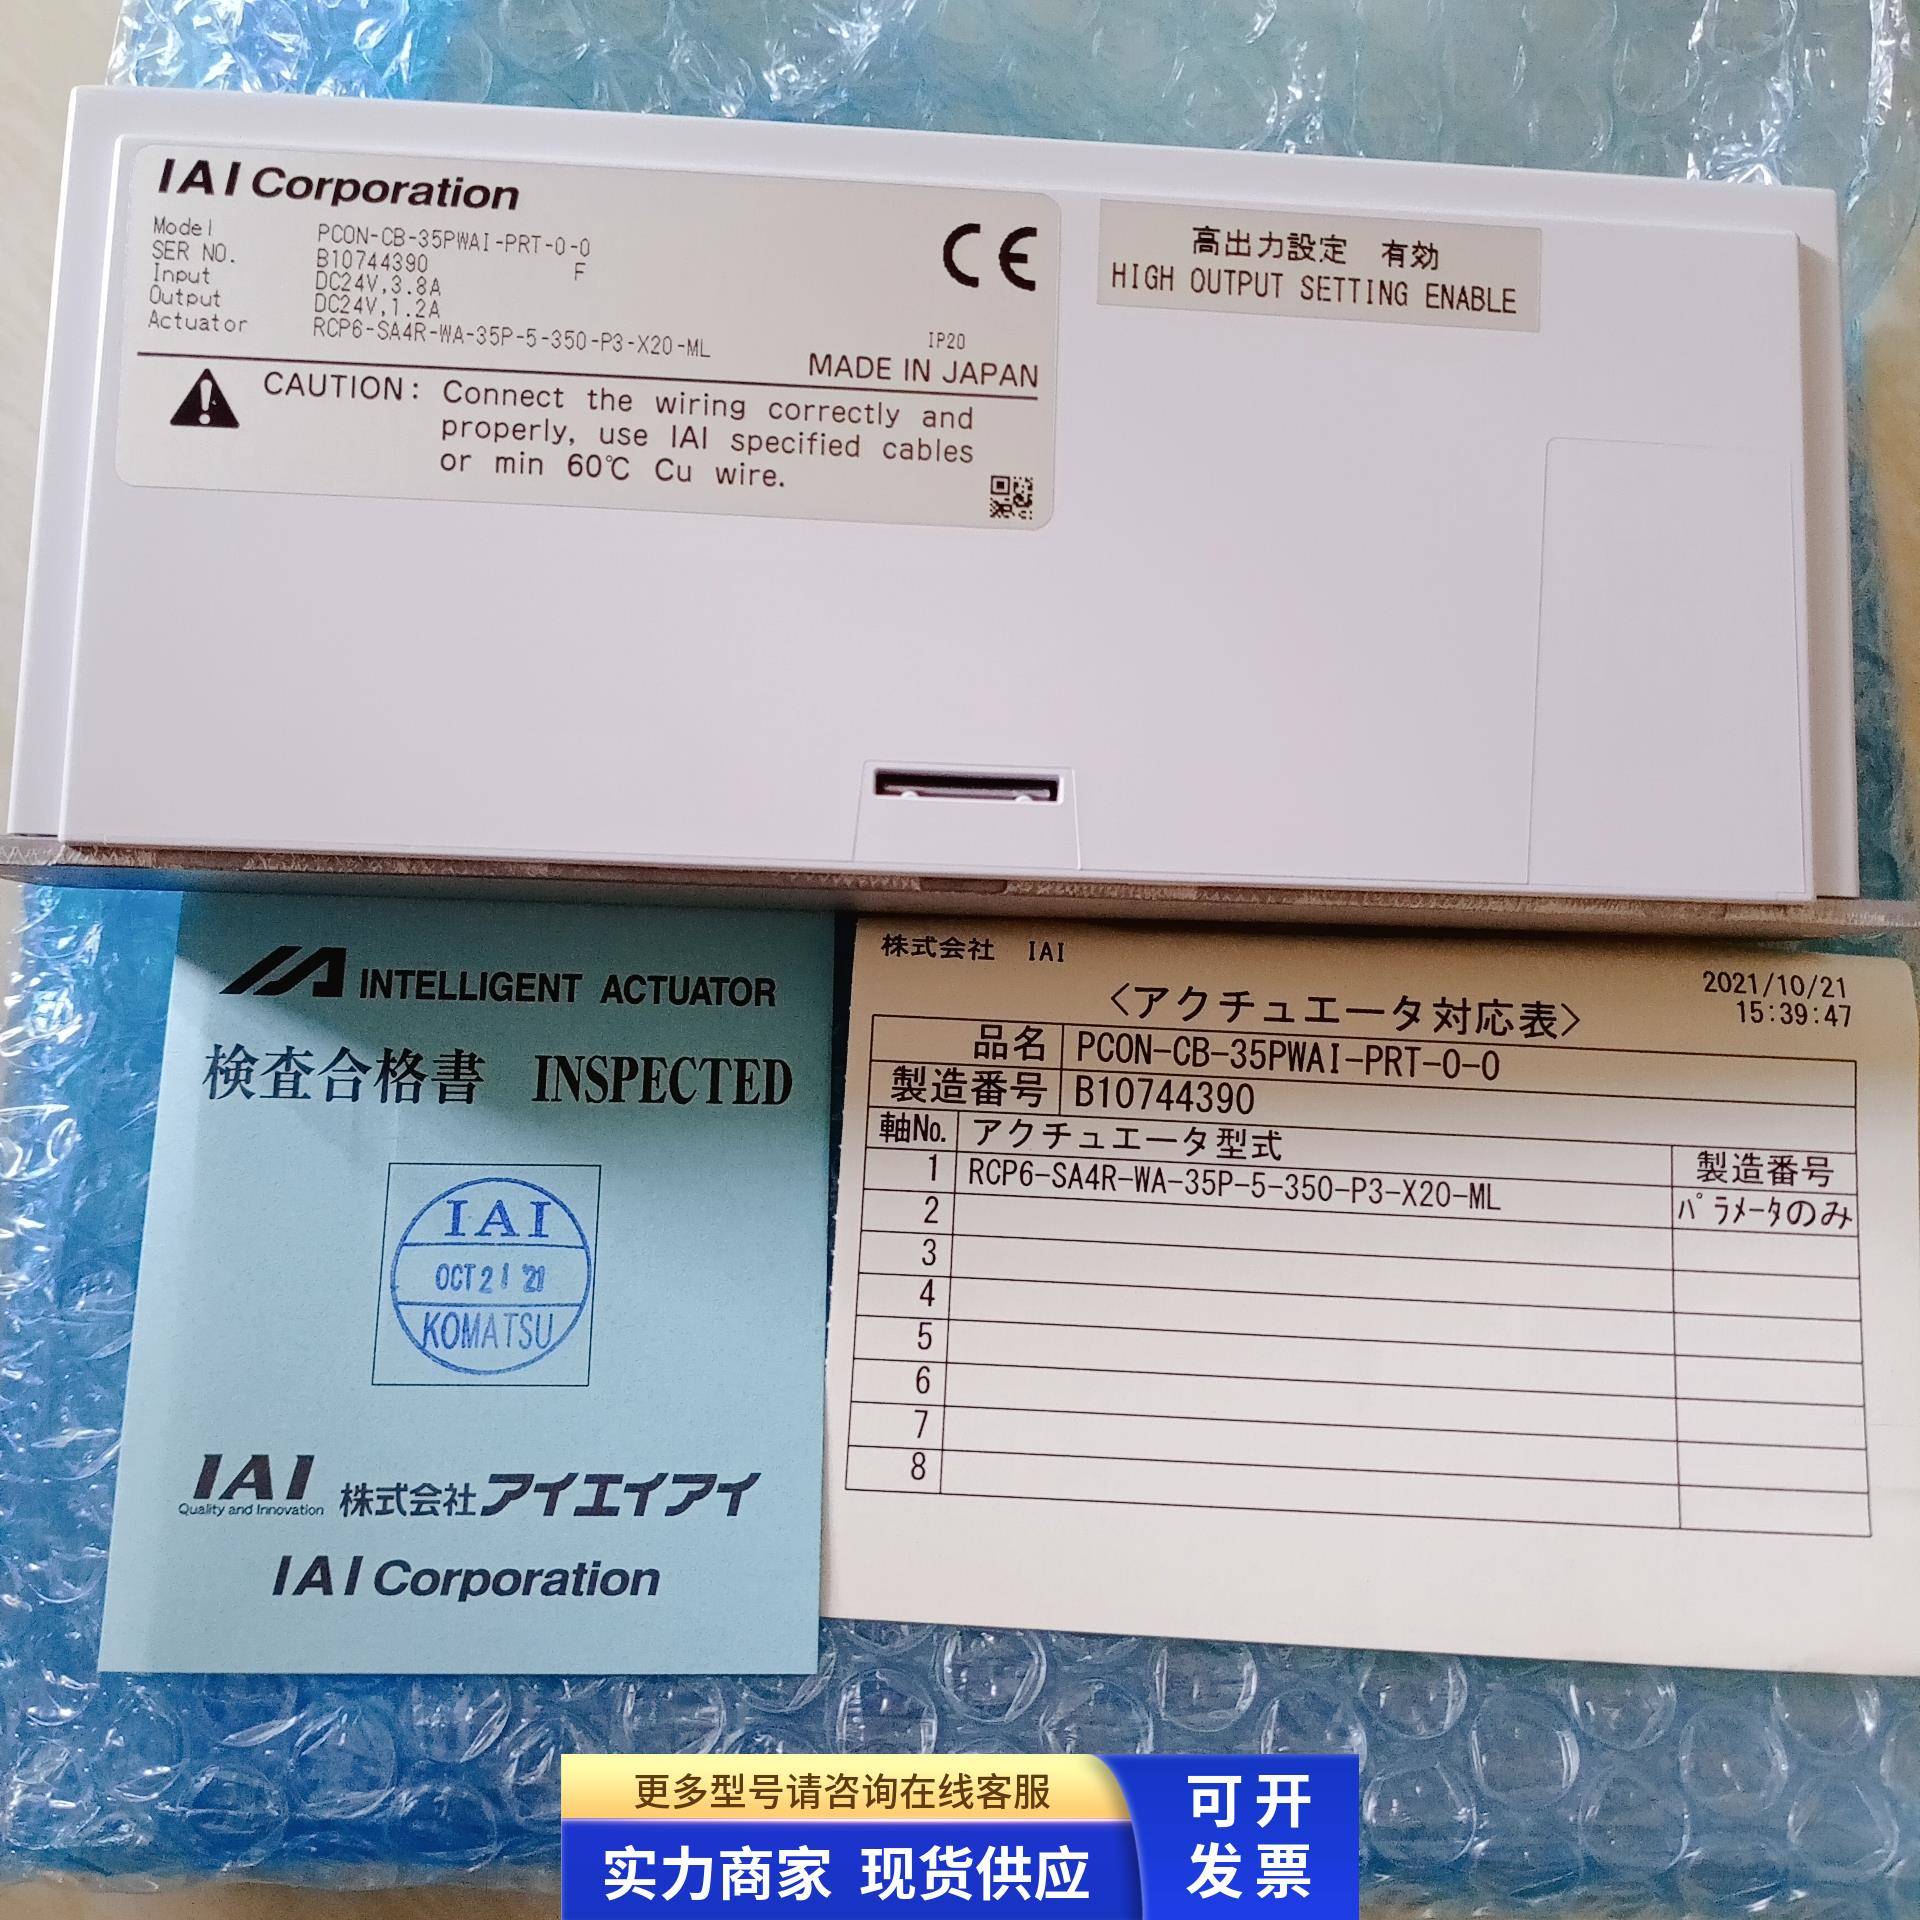 IAI Corporation
Model PCON-CB-35PWAI-PRT-0-0
SER NO. B10744390 F
Input DC24V,3.8A
Output DC24V,1.2A
Actuator RCP6-SA4R-WA-35P-5-350-P3-X20-ML
IP20
MADE IN JAPAN
CAUTION: Connect the wiring correctly and
properly, use IAI specified cables
or min 60℃ Cu wire.
CE
高出力設定 有効
HIGH OUTPUT SETTING ENABLE
IA INTELLIGENT ACTUATOR
検査合格書 INSPECTED
IAI
OCT 21 '21
KOMATSU
IAI 株式会社アイエイアイ
Quality and Innovation
IAI Corporation
株式会社 IAI
2021/10/21
15:39:47
<アクチュエータ対応表>
品名 PCON-CB-35PWAI-PRT-0-0
製造番号 B10744390
軸No. アクチュエータ型式 製造番号
1 RCP6-SA4R-WA-35P-5-350-P3-X20-ML ﾊﾟﾗﾒｰﾀのみ
2
3
4
5
6
7
8
更多型号请咨询在线客服
实力商家 现货供应
可开
发票